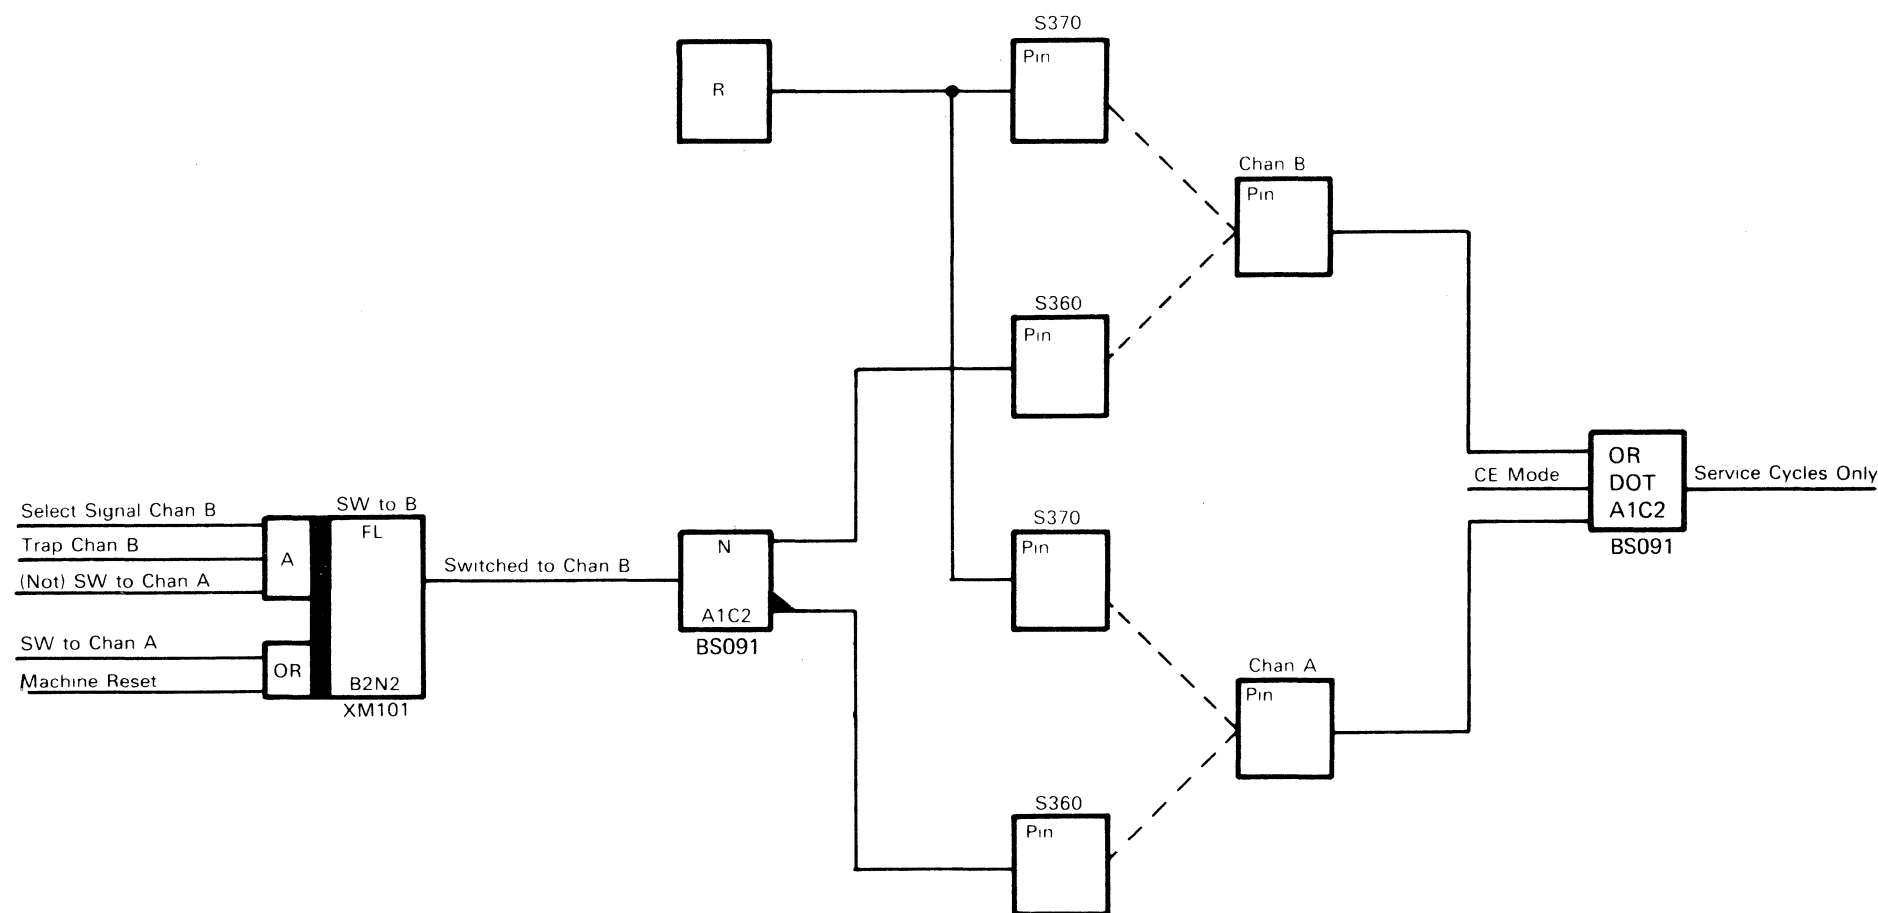 S370
Pin
R
Chan B
Pin
S360
Pin
OR
DOT
A1C2
BS091
CE Mode
Service Cycles Only
Select Signal Chan B
Trap Chan B
(Not) SW to Chan A
SW to Chan A
Machine Reset
A
OR
SW to B
FL
B2N2
XM101
Switched to Chan B
N
A1C2
BS091
S370
Pin
Chan A
Pin
S360
Pin